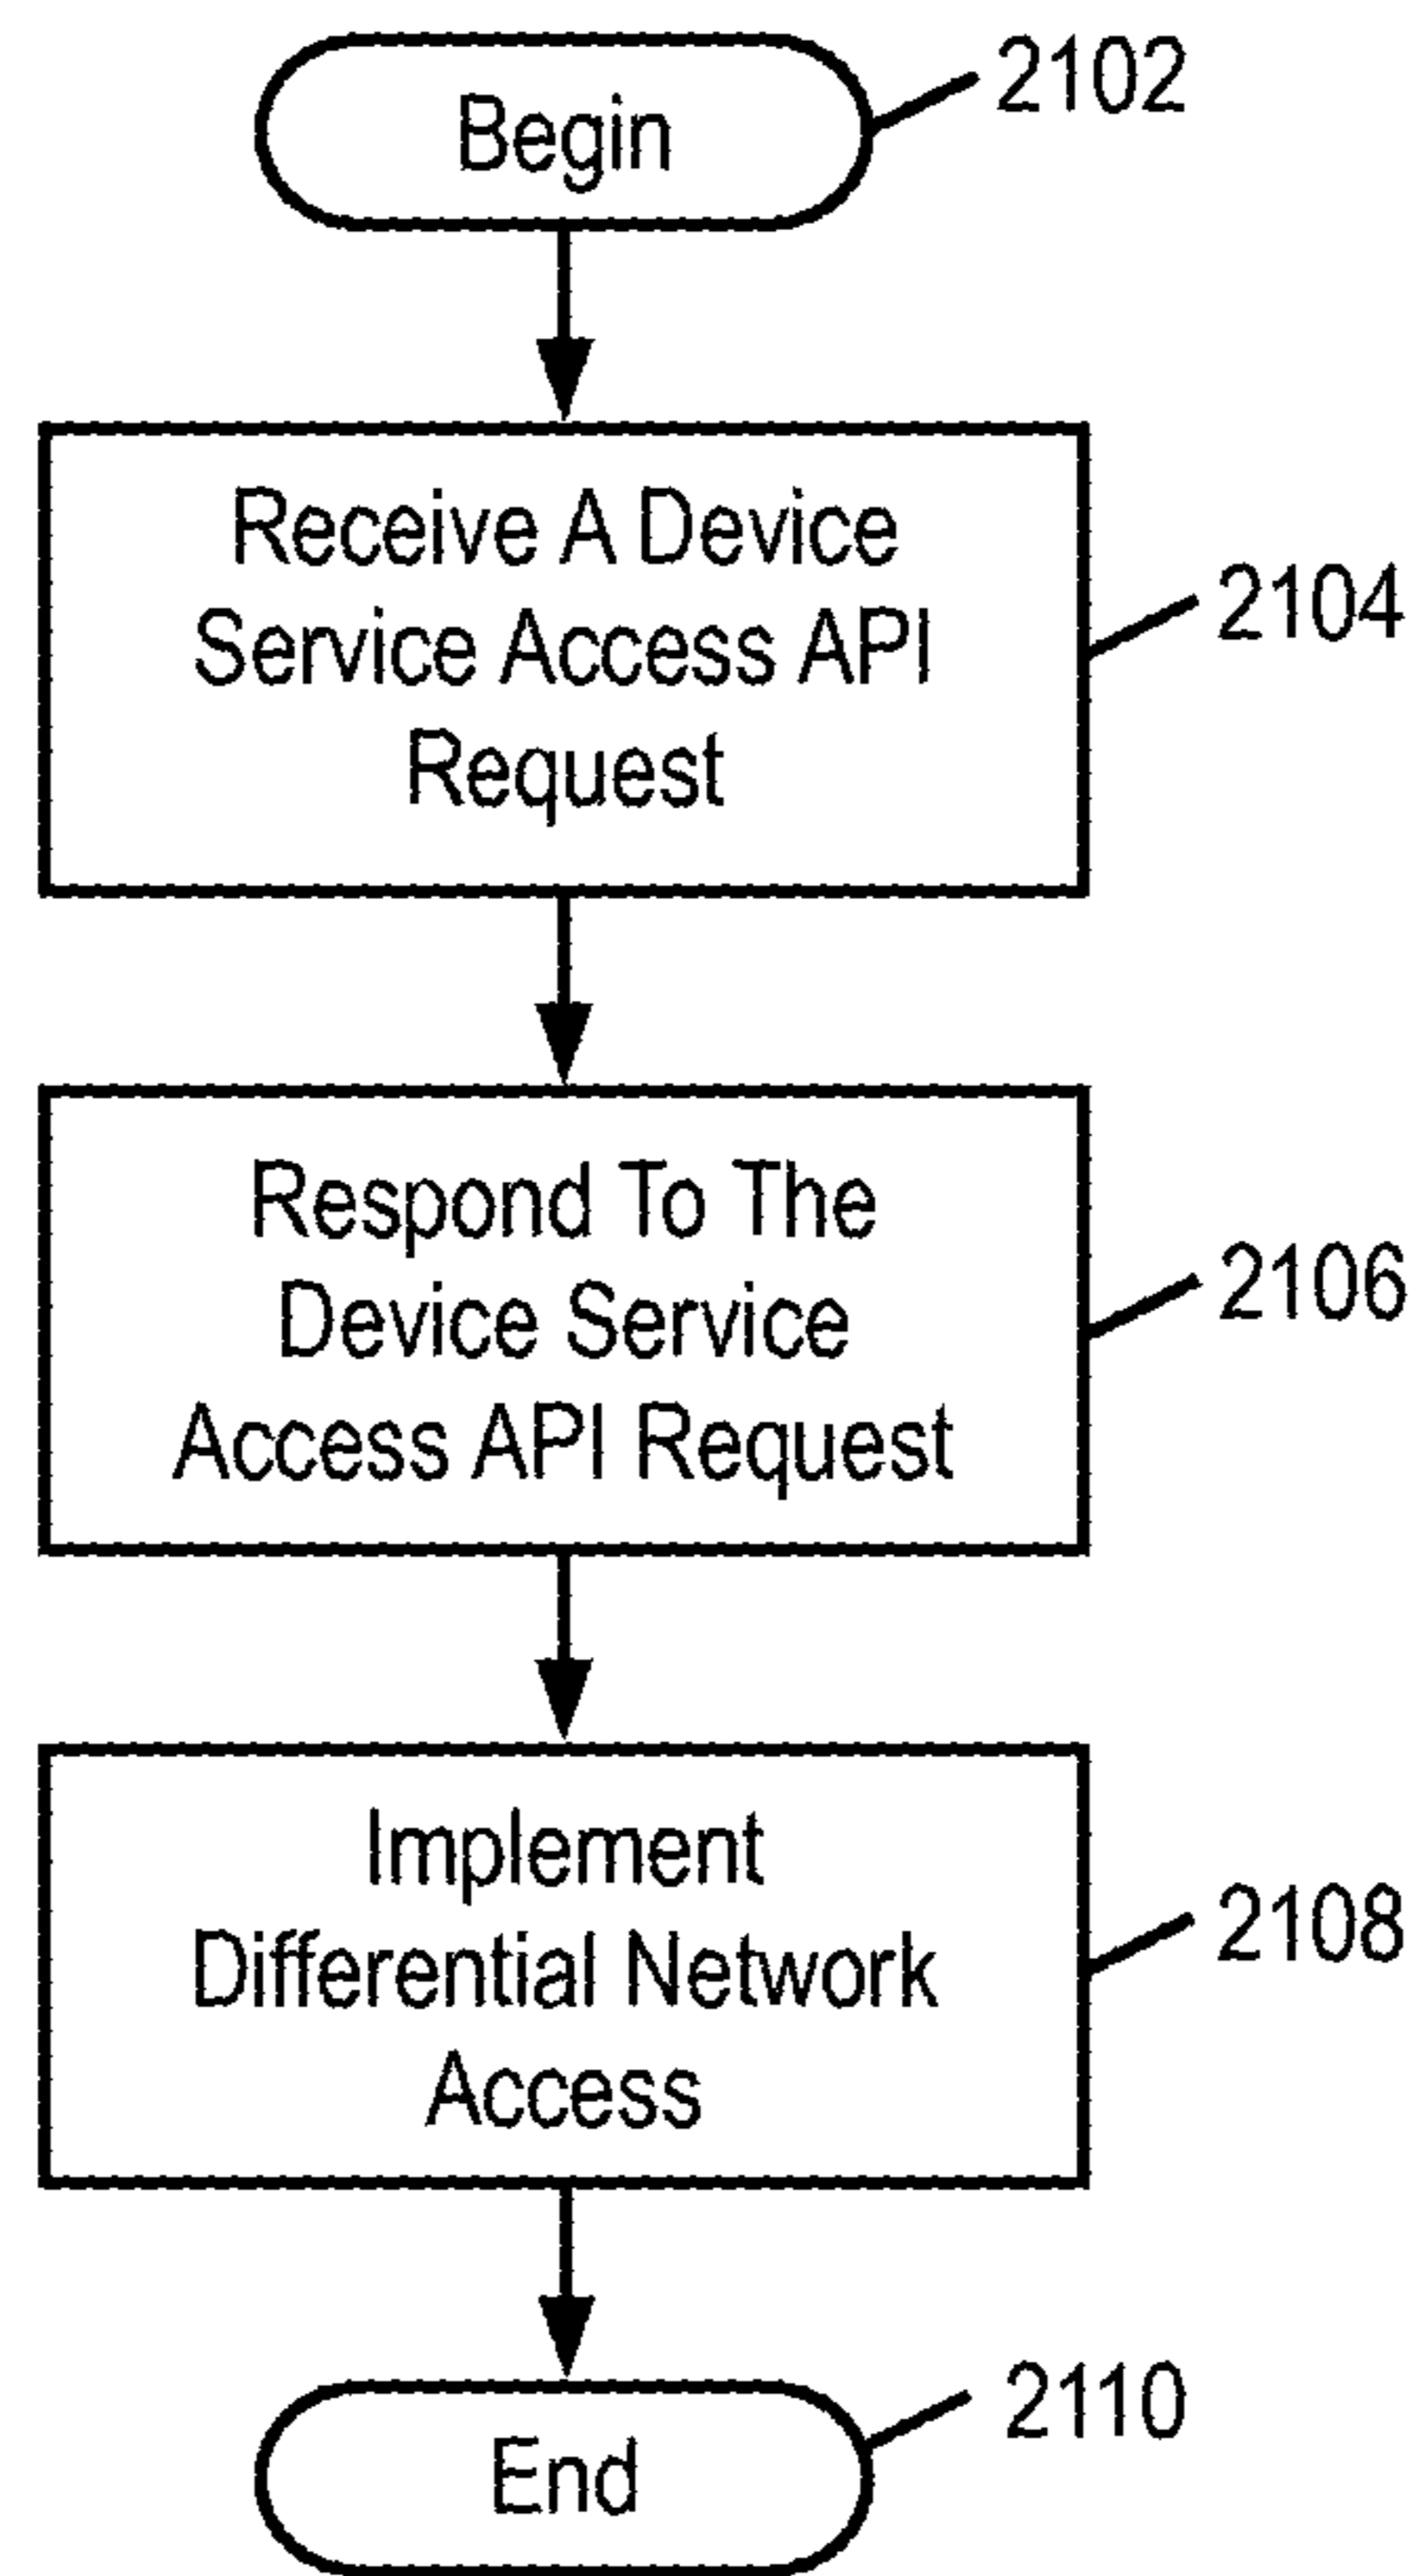 Begin
2102
Receive A Device
Service Access API
Request
2104
Respond To The
Device Service
Access API Request
2106
Implement
Differential Network
Access
2108
End
2110